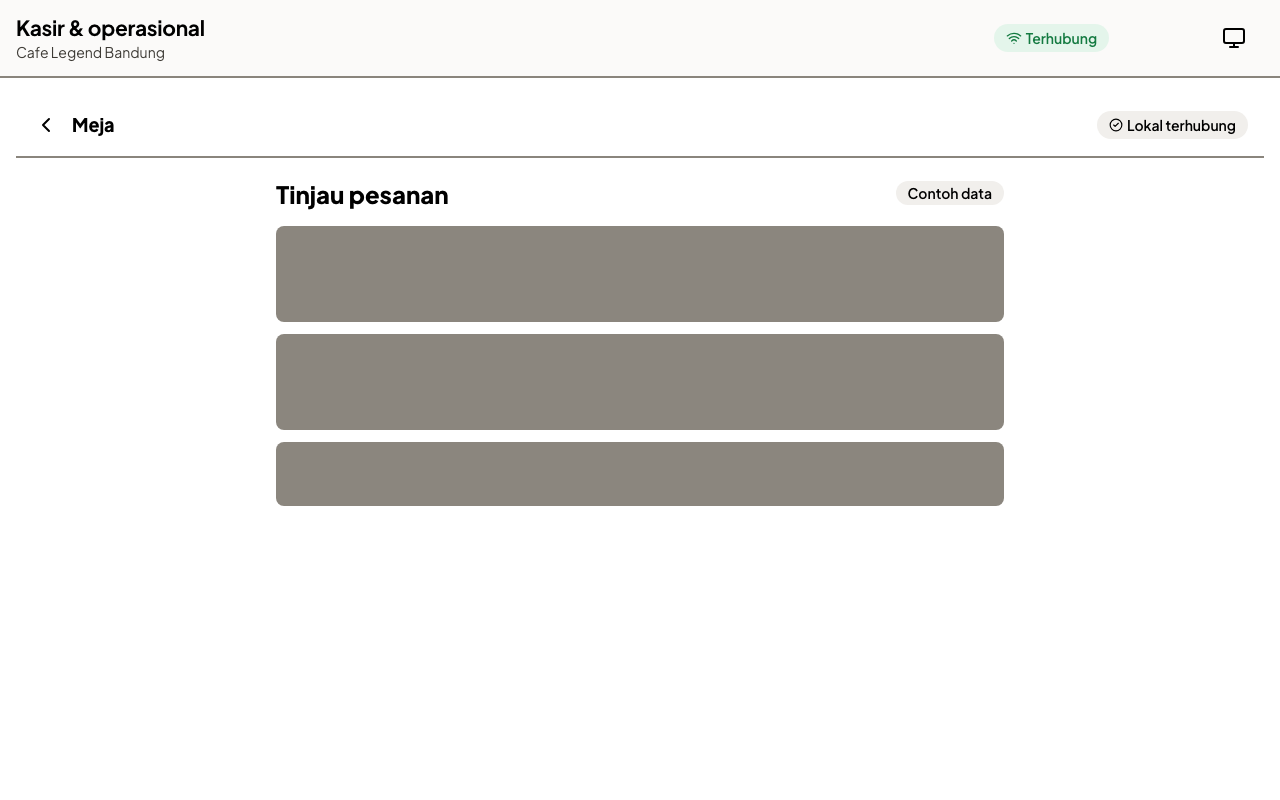 Kasir & operasional
Cafe Legend Bandung
Terhubung
Meja
Lokal terhubung
Tinjau pesanan
Contoh data